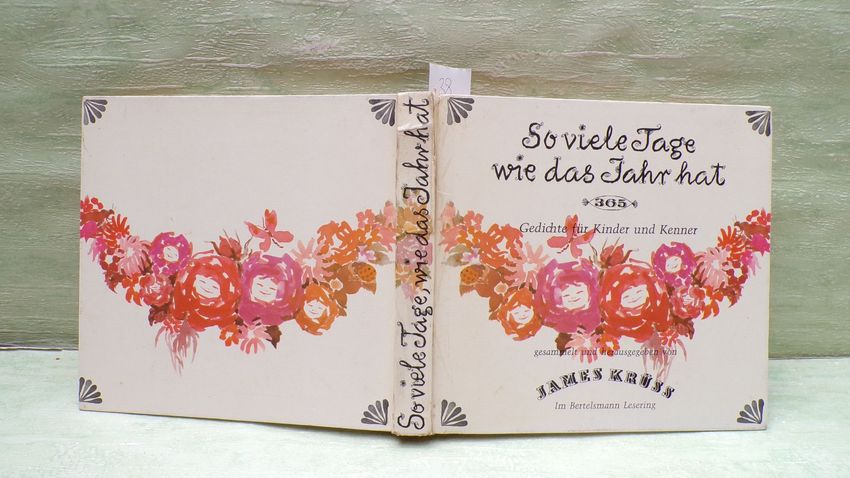 38
So viele Tage, wie das Jahr hat
So viele Tage
wie das Jahr hat
365
Gedichte für Kinder und Kenner
gesammelt und herausgegeben von
JAMES KRÜSS
Im Bertelsmann Lesering